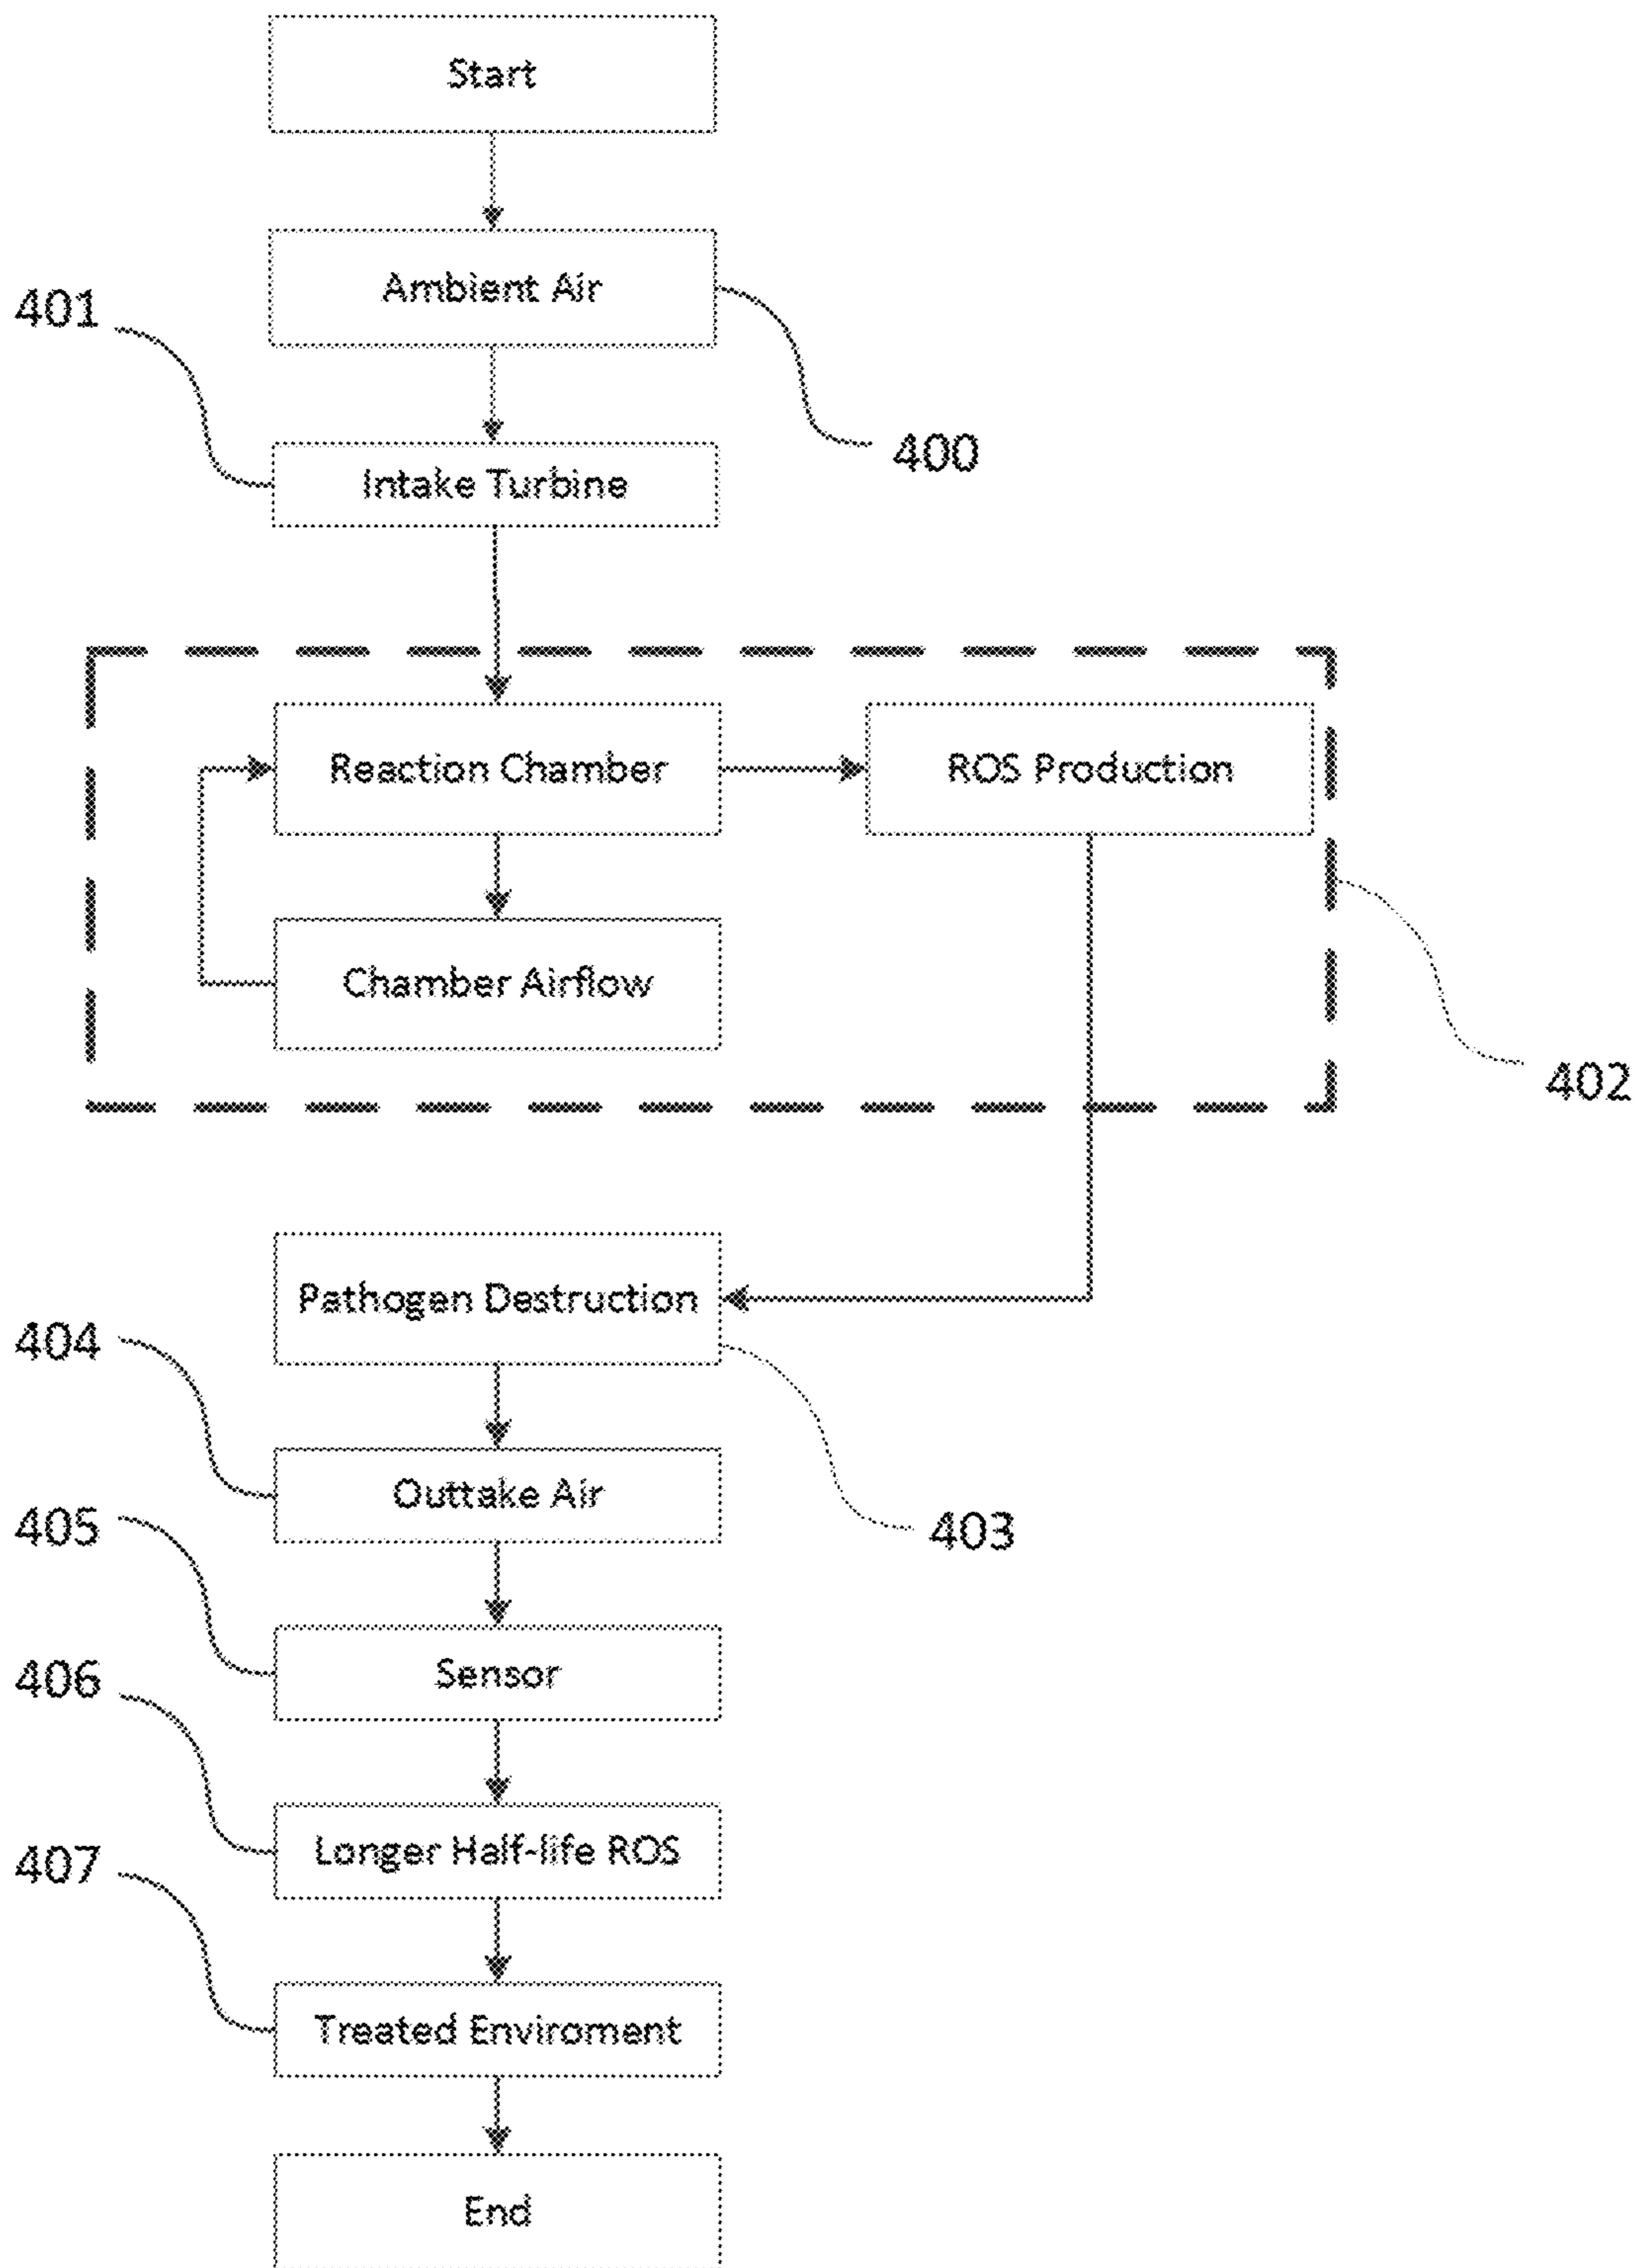 Start
Ambient Air
401
400
Intake Turbine
Reaction Chamber
ROS Production
Chamber Airflow
402
Pathogen Destruction
404
Outtake Air
405
403
Sensor
406
Longer Half-life ROS
407
Treated Enviroment
End